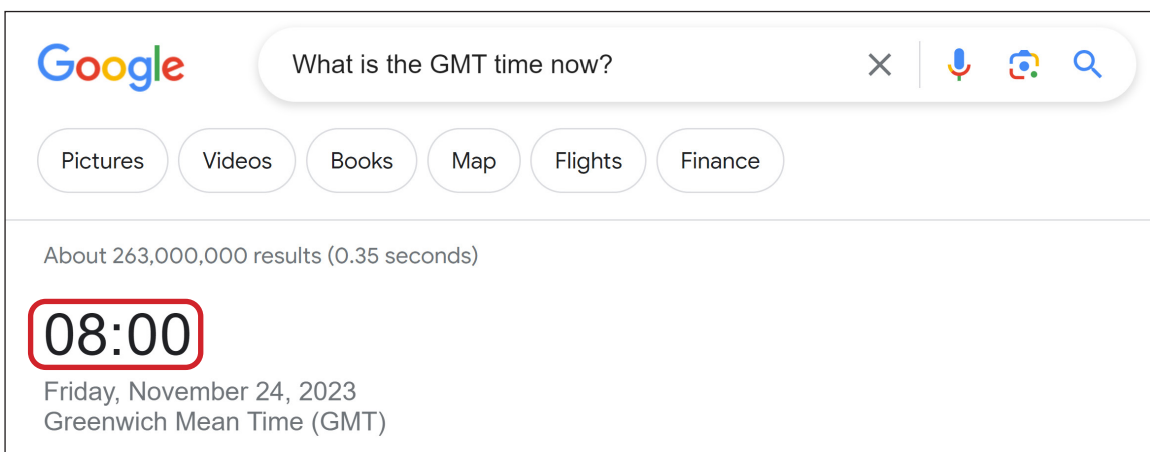 Google What is the GMT time now?
Pictures Videos Books Map Flights Finance
About 263,000,000 results (0.35 seconds)
08:00
Friday, November 24, 2023
Greenwich Mean Time (GMT)